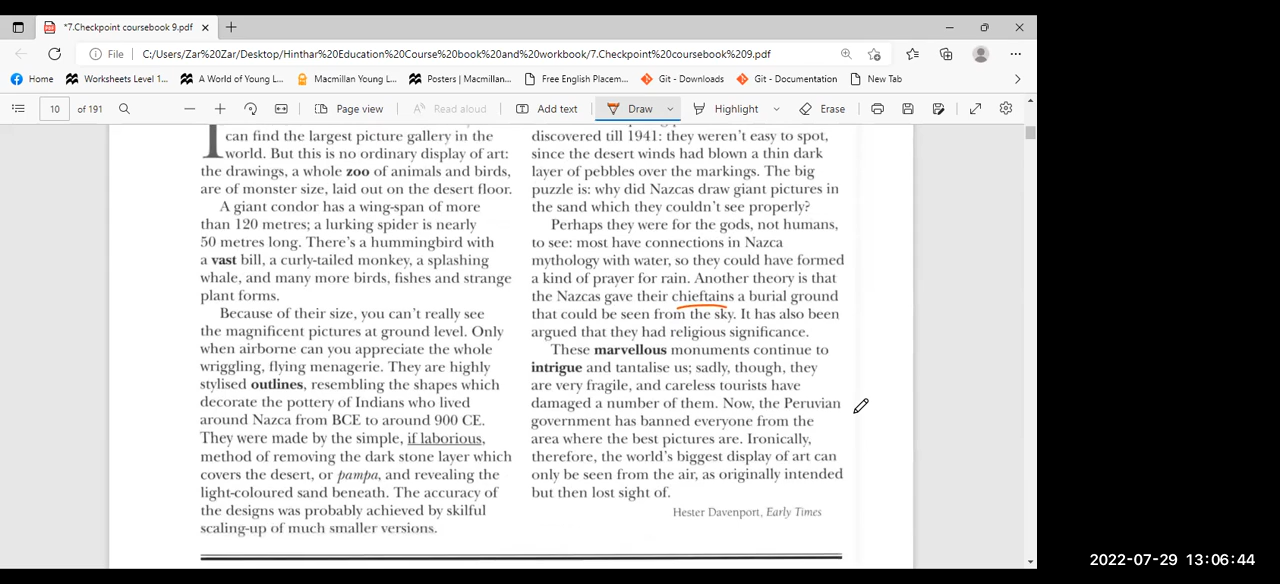 *7.Checkpoint coursebook 9.pdf
File
C:/Users/Zar%20Zar/Desktop/Hinthar%20Education%20Course%20book%20and%20workbook/7.Checkpoint%20coursebook%209.pdf
Home
Worksheets Level 1...
A World of Young L...
Macmillan Young L...
Posters | Macmillan...
Free English Placem...
Git - Downloads
Git - Documentation
New Tab
10
of 191
Page view
Read aloud
Add text
Draw
Highlight
Erase
I
can find the largest picture gallery in the
world. But this is no ordinary display of art:
the drawings, a whole zoo of animals and birds,
are of monster size, laid out on the desert floor.
A giant condor has a wing-span of more
than 120 metres; a lurking spider is nearly
50 metres long. There's a hummingbird with
a vast bill, a curly-tailed monkey, a splashing
whale, and many more birds, fishes and strange
plant forms.
Because of their size, you can't really see
the magnificent pictures at ground level. Only
when airborne can you appreciate the whole
wriggling, flying menagerie. They are highly
stylised outlines, resembling the shapes which
decorate the pottery of Indians who lived
around Nazca from BCE to around 900 CE.
They were made by the simple, if laborious,
method of removing the dark stone layer which
covers the desert, or pampa, and revealing the
light-coloured sand beneath. The accuracy of
the designs was probably achieved by skilful
scaling-up of much smaller versions.
discovered till 1941: they weren't easy to spot,
since the desert winds had blown a thin dark
layer of pebbles over the markings. The big
puzzle is: why did Nazcas draw giant pictures in
the sand which they couldn't see properly?
Perhaps they were for the gods, not humans,
to see: most have connections in Nazca
mythology with water, so they could have formed
a kind of prayer for rain. Another theory is that
the Nazcas gave their chieftains a burial ground
that could be seen from the sky. It has also been
argued that they had religious significance.
These marvellous monuments continue to
intrigue and tantalise us; sadly, though, they
are very fragile, and careless tourists have
damaged a number of them. Now, the Peruvian
government has banned everyone from the
area where the best pictures are. Ironically,
therefore, the world's biggest display of art can
only be seen from the air, as originally intended
but then lost sight of.
Hester Davenport, Early Times
2022-07-29 13:06:44